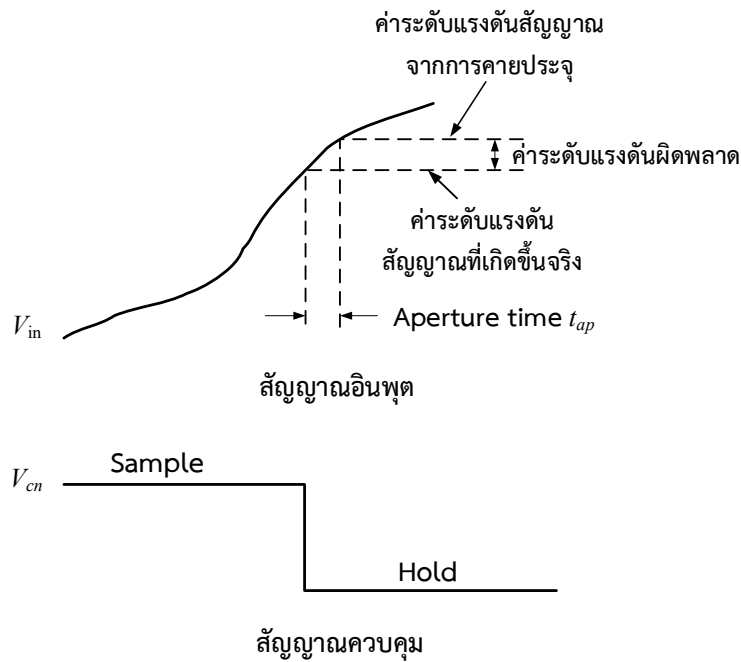 ค่าระดับแรงดันสัญญาณ
จากการคายประจุ
ค่าระดับแรงดันผิดพลาด
ค่าระดับแรงดัน
สัญญาณที่เกิดขึ้นจริง
Vin
Aperture time tap
สัญญาณอินพุต
Sample
Vcn
Hold
สัญญาณควบคุม